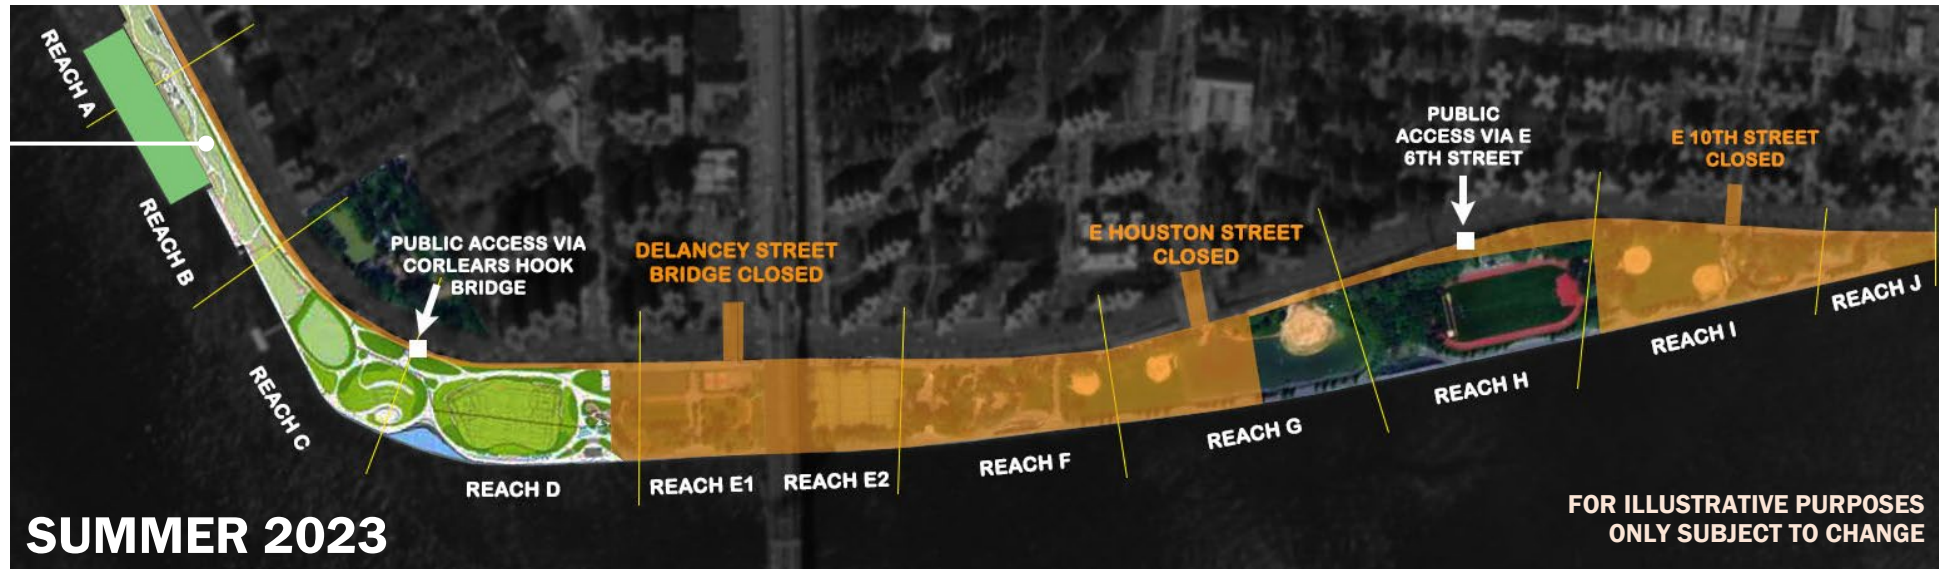 REACH A
REACH B
REACH C
PUBLIC ACCESS VIA
CORLEARS HOOK
BRIDGE
DELANCEY STREET
BRIDGE CLOSED
E HOUSTON STREET
CLOSED
PUBLIC
ACCESS VIA E
6TH STREET
E 10TH STREET
CLOSED
REACH D
REACH E1
REACH E2
REACH F
REACH G
REACH H
REACH I
REACH J
SUMMER 2023
FOR ILLUSTRATIVE PURPOSES
ONLY SUBJECT TO CHANGE